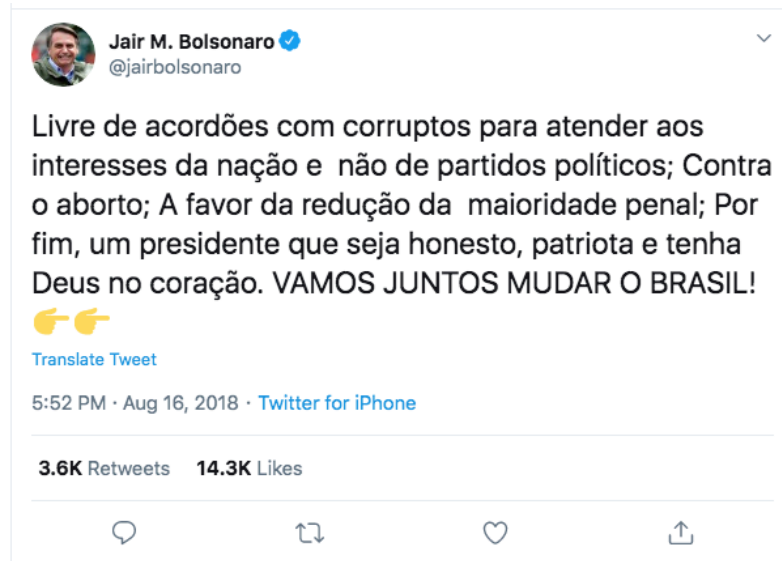 Jair M. Bolsonaro
@jairbolsonaro
Livre de acordões com corruptos para atender aos
interesses da nação e  não de partidos políticos; Contra
o aborto; A favor da redução da  maioridade penal; Por
fim, um presidente que seja honesto, patriota e tenha
Deus no coração. VAMOS JUNTOS MUDAR O BRASIL!
👉👉
Translate Tweet
5:52 PM · Aug 16, 2018 · Twitter for iPhone
3.6K Retweets 14.3K Likes